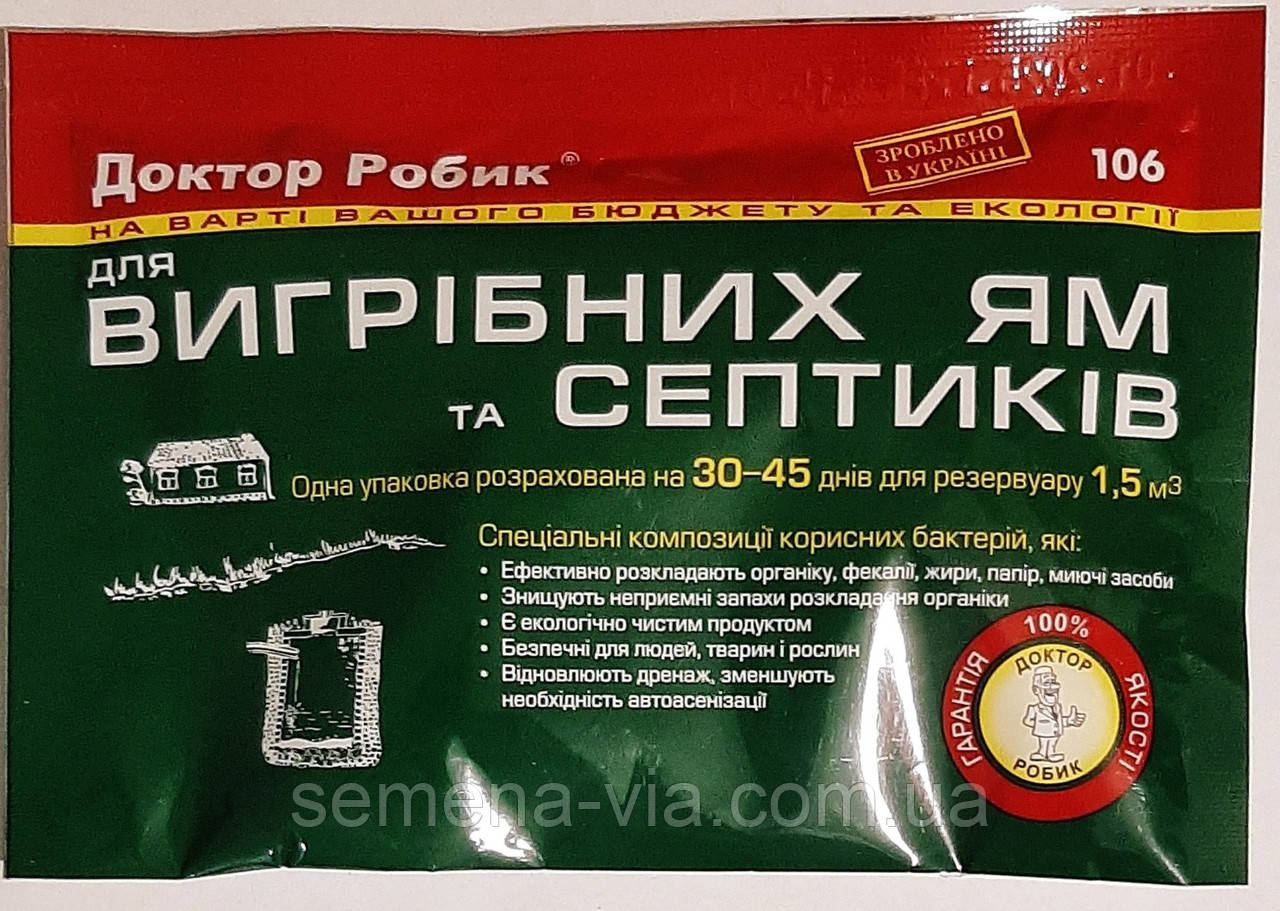 Доктор Робик®
ЗРОБЛЕНО
В УКРАЇНІ
106
НА ВАРТІ ВАШОГО БЮДЖЕТУ ТА ЕКОЛОГІЇ
ДЛЯ
ВИГРІБНИХ ЯМ
ТА СЕПТИКІВ
Одна упаковка розрахована на 30–45 днів для резервуару 1,5 м3
Спеціальні композиції корисних бактерій, які:
• Ефективно розкладають органіку, фекалії, жири, папір, миючі засоби
• Знищують неприємні запахи розкладання органіки
• Є екологічно чистим продуктом
• Безпечні для людей, тварин і рослин
• Відновлюють дренаж, зменшують
необхідність автоасенізації
100%
ГАРАНТІЯ ЯКОСТІ
ДОКТОР
РОБИК
semena-via.com.ua